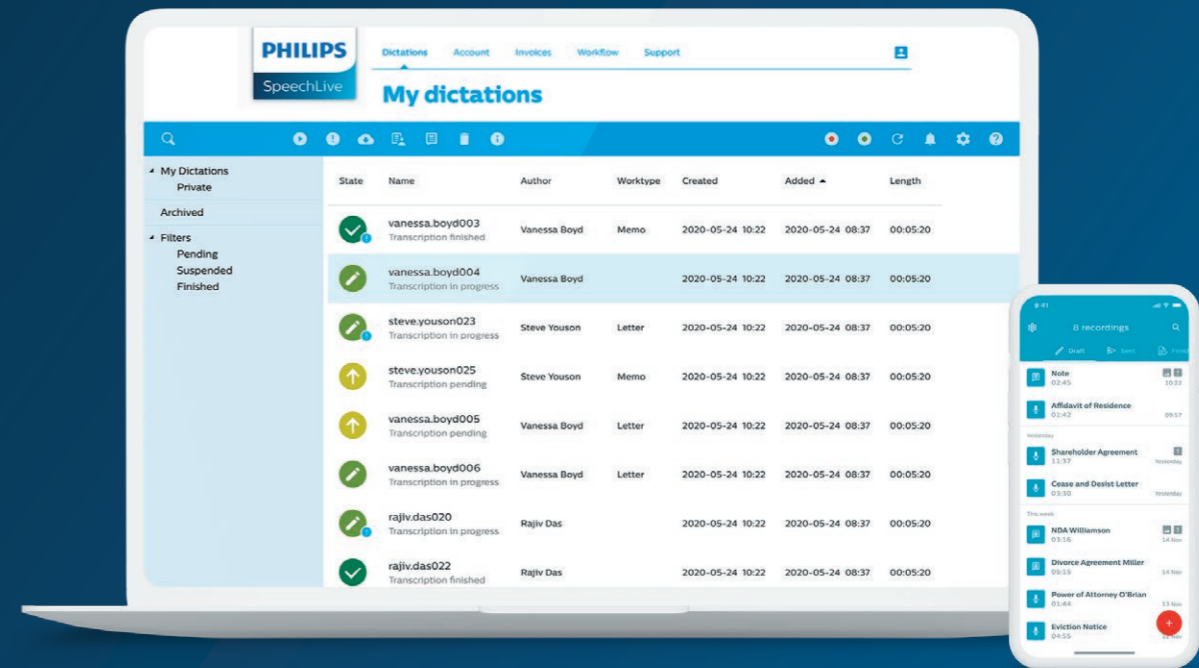 PHILIPS
SpeechLive
Dictations Account Invoices Workflow Support
My dictations
My Dictations
Private
Archived
Filters
Pending
Suspended
Finished
State Name Author Worktype Created Added Length
vanessa.boyd003 Vanessa Boyd Memo 2020-05-24 10:22 2020-05-24 08:37 00:05:20
Transcription finished
vanessa.boyd004 Vanessa Boyd 2020-05-24 10:22 2020-05-24 08:37 00:05:20
Transcription in progress
steve.youson023 Steve Youson Letter 2020-05-24 10:22 2020-05-24 08:37 00:05:20
Transcription in progress
steve.youson025 Steve Youson Memo 2020-05-24 10:22 2020-05-24 08:37 00:05:20
Transcription pending
vanessa.boyd005 Vanessa Boyd Letter 2020-05-24 10:22 2020-05-24 08:37 00:05:20
Transcription pending
vanessa.boyd006 Vanessa Boyd Letter 2020-05-24 10:22 2020-05-24 08:37 00:05:20
Transcription in progress
rajiv.das020 Rajiv Das 2020-05-24 10:22 2020-05-24 08:37 00:05:20
Transcription in progress
rajiv.das022 Rajiv Das 2020-05-24 10:22 2020-05-24 08:37 00:05:20
Transcription finished
9:41
8 recordings
Draft Sent
Note
02:45 10:22
Affidavit of Residence
01:42 09:57
Yesterday
Shareholder Agreement
11:37 Yesterday
Cease and Desist Letter
03:30 Yesterday
This week
NDA Williamson
03:16 14 Nov
Divorce Agreement Miller
14 Nov
Power of Attorney O'Brian
01:44 13 Nov
Eviction Notice
04:55 12 Nov